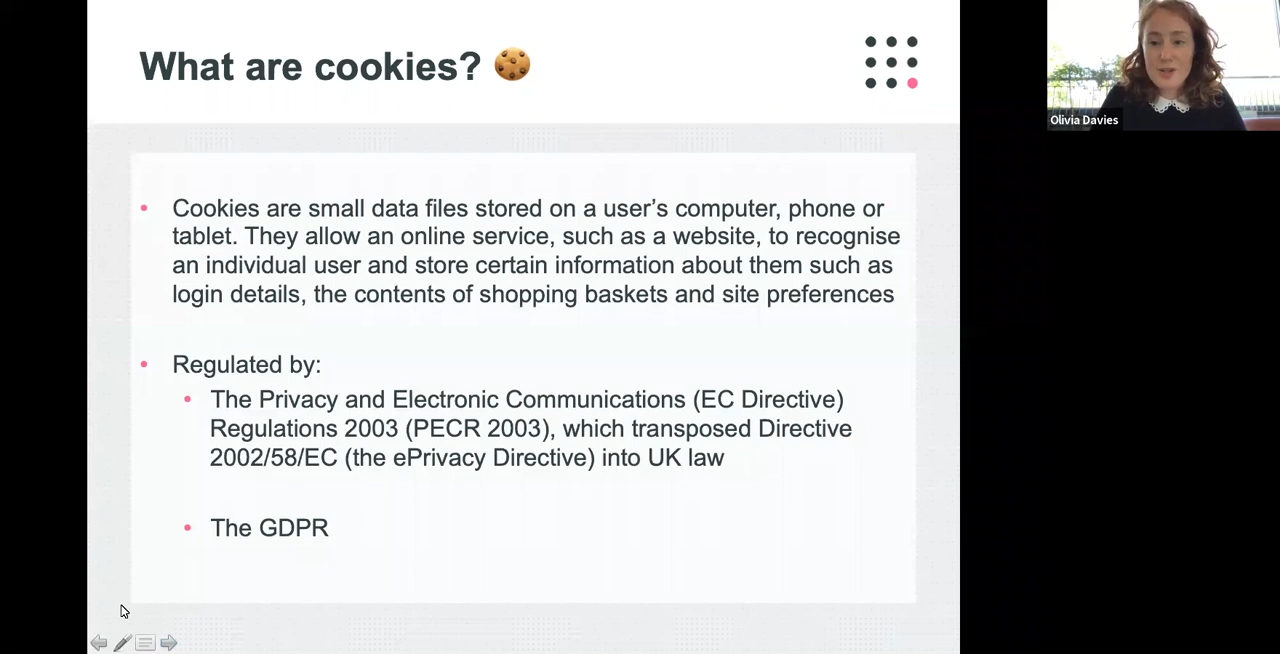 What are cookies?
Olivia Davies
Cookies are small data files stored on a user’s computer, phone or
tablet. They allow an online service, such as a website, to recognise
an individual user and store certain information about them such as
login details, the contents of shopping baskets and site preferences
Regulated by:
The Privacy and Electronic Communications (EC Directive)
Regulations 2003 (PECR 2003), which transposed Directive
2002/58/EC (the ePrivacy Directive) into UK law
The GDPR